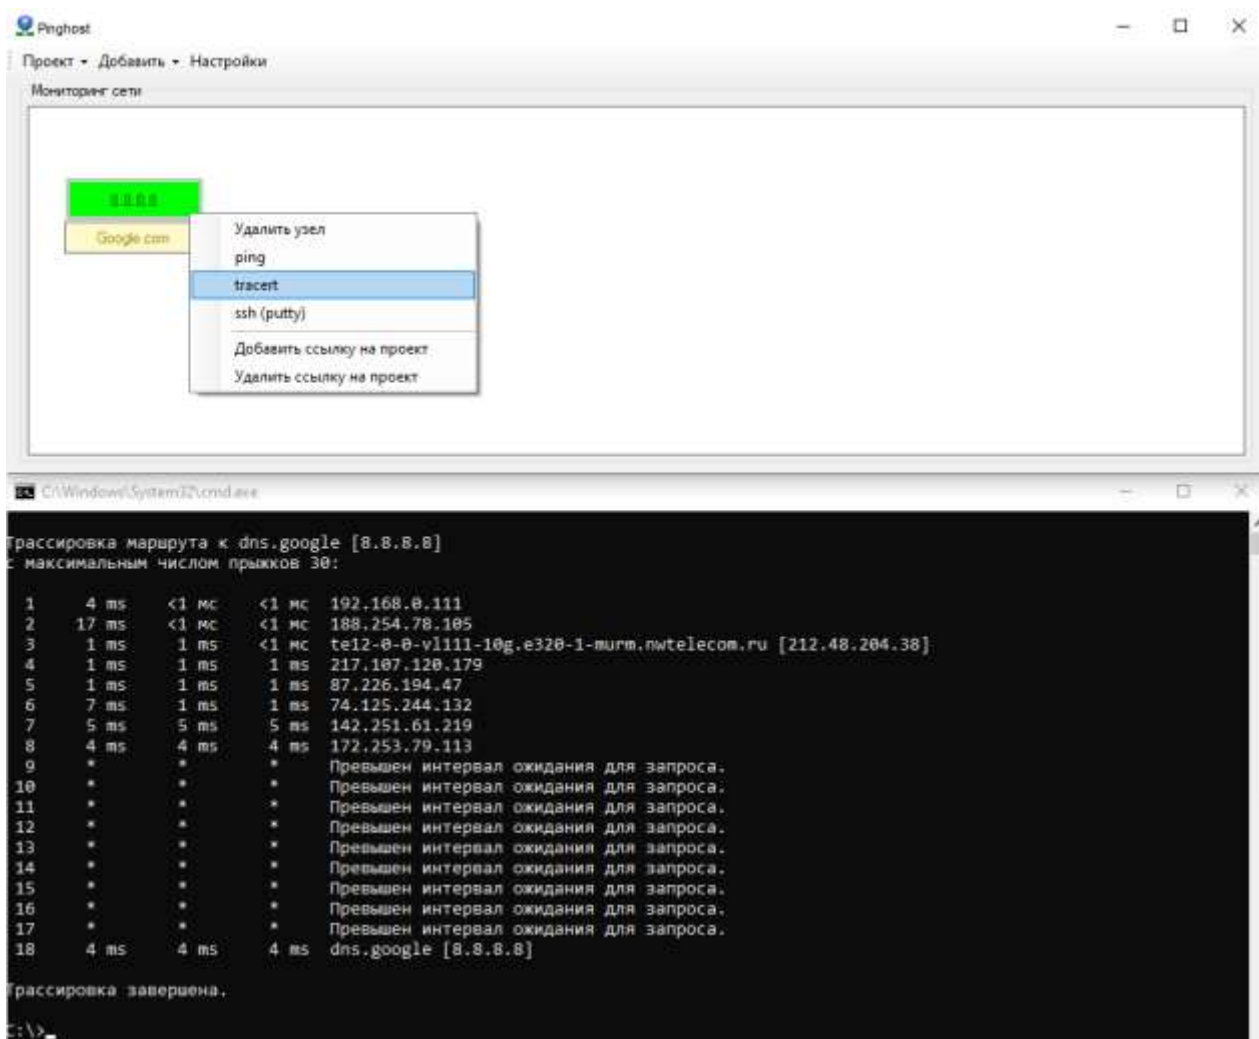 Pinghost
Проект Добавить Настройки
Мониторинг сети
8.8.8.8
Google.com
Удалить узел
ping
tracert
ssh (putty)
Добавить ссылку на проект
Удалить ссылку на проект
C:\Windows\System32\cmd.exe
Трассировка маршрута к dns.google [8.8.8.8]
с максимальным числом прыжков 30:
1 4 ms <1 мс <1 мс 192.168.0.111
2 17 ms <1 мс <1 мс 188.254.78.105
3 1 ms 1 ms <1 мс te12-0-0-vl111-10g.e320-1-murm.nwtelecom.ru [212.48.204.38]
4 1 ms 1 ms 1 ms 217.107.120.179
5 1 ms 1 ms 1 ms 87.226.194.47
6 7 ms 1 ms 1 ms 74.125.244.132
7 5 ms 5 ms 5 ms 142.251.61.219
8 4 ms 4 ms 4 ms 172.253.79.113
9 * * * Превышен интервал ожидания для запроса.
10 * * * Превышен интервал ожидания для запроса.
11 * * * Превышен интервал ожидания для запроса.
12 * * * Превышен интервал ожидания для запроса.
13 * * * Превышен интервал ожидания для запроса.
14 * * * Превышен интервал ожидания для запроса.
15 * * * Превышен интервал ожидания для запроса.
16 * * * Превышен интервал ожидания для запроса.
17 * * * Превышен интервал ожидания для запроса.
18 4 ms 4 ms 4 ms dns.google [8.8.8.8]
Трассировка завершена.
C:\>_